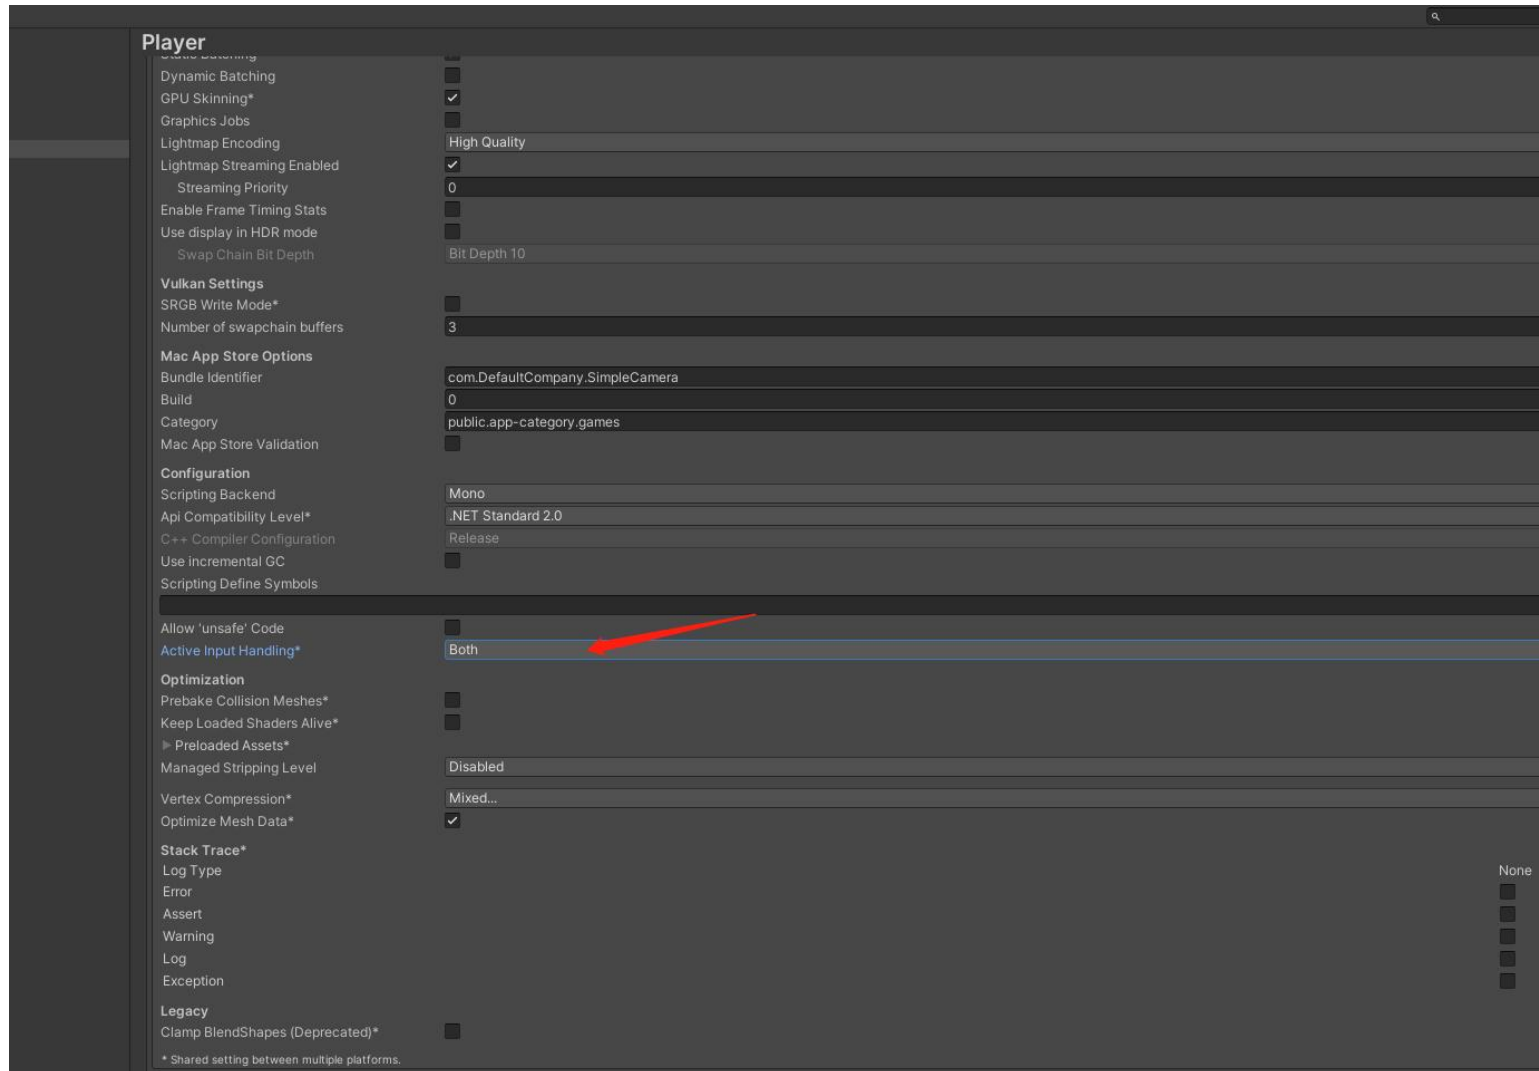 Player
Static Batching
Dynamic Batching
GPU Skinning*
Graphics Jobs
Lightmap Encoding High Quality
Lightmap Streaming Enabled
Streaming Priority 0
Enable Frame Timing Stats
Use display in HDR mode
Swap Chain Bit Depth Bit Depth 10
Vulkan Settings
SRGB Write Mode*
Number of swapchain buffers 3
Mac App Store Options
Bundle Identifier com.DefaultCompany.SimpleCamera
Build 0
Category public.app-category.games
Mac App Store Validation
Configuration
Scripting Backend Mono
Api Compatibility Level* .NET Standard 2.0
C++ Compiler Configuration Release
Use incremental GC
Scripting Define Symbols
Allow 'unsafe' Code
Active Input Handling* Both
Optimization
Prebake Collision Meshes*
Keep Loaded Shaders Alive*
Preloaded Assets*
Managed Stripping Level Disabled
Vertex Compression* Mixed...
Optimize Mesh Data*
Stack Trace*
Log Type None
Error
Assert
Warning
Log
Exception
Legacy
Clamp BlendShapes (Deprecated)*
* Shared setting between multiple platforms.